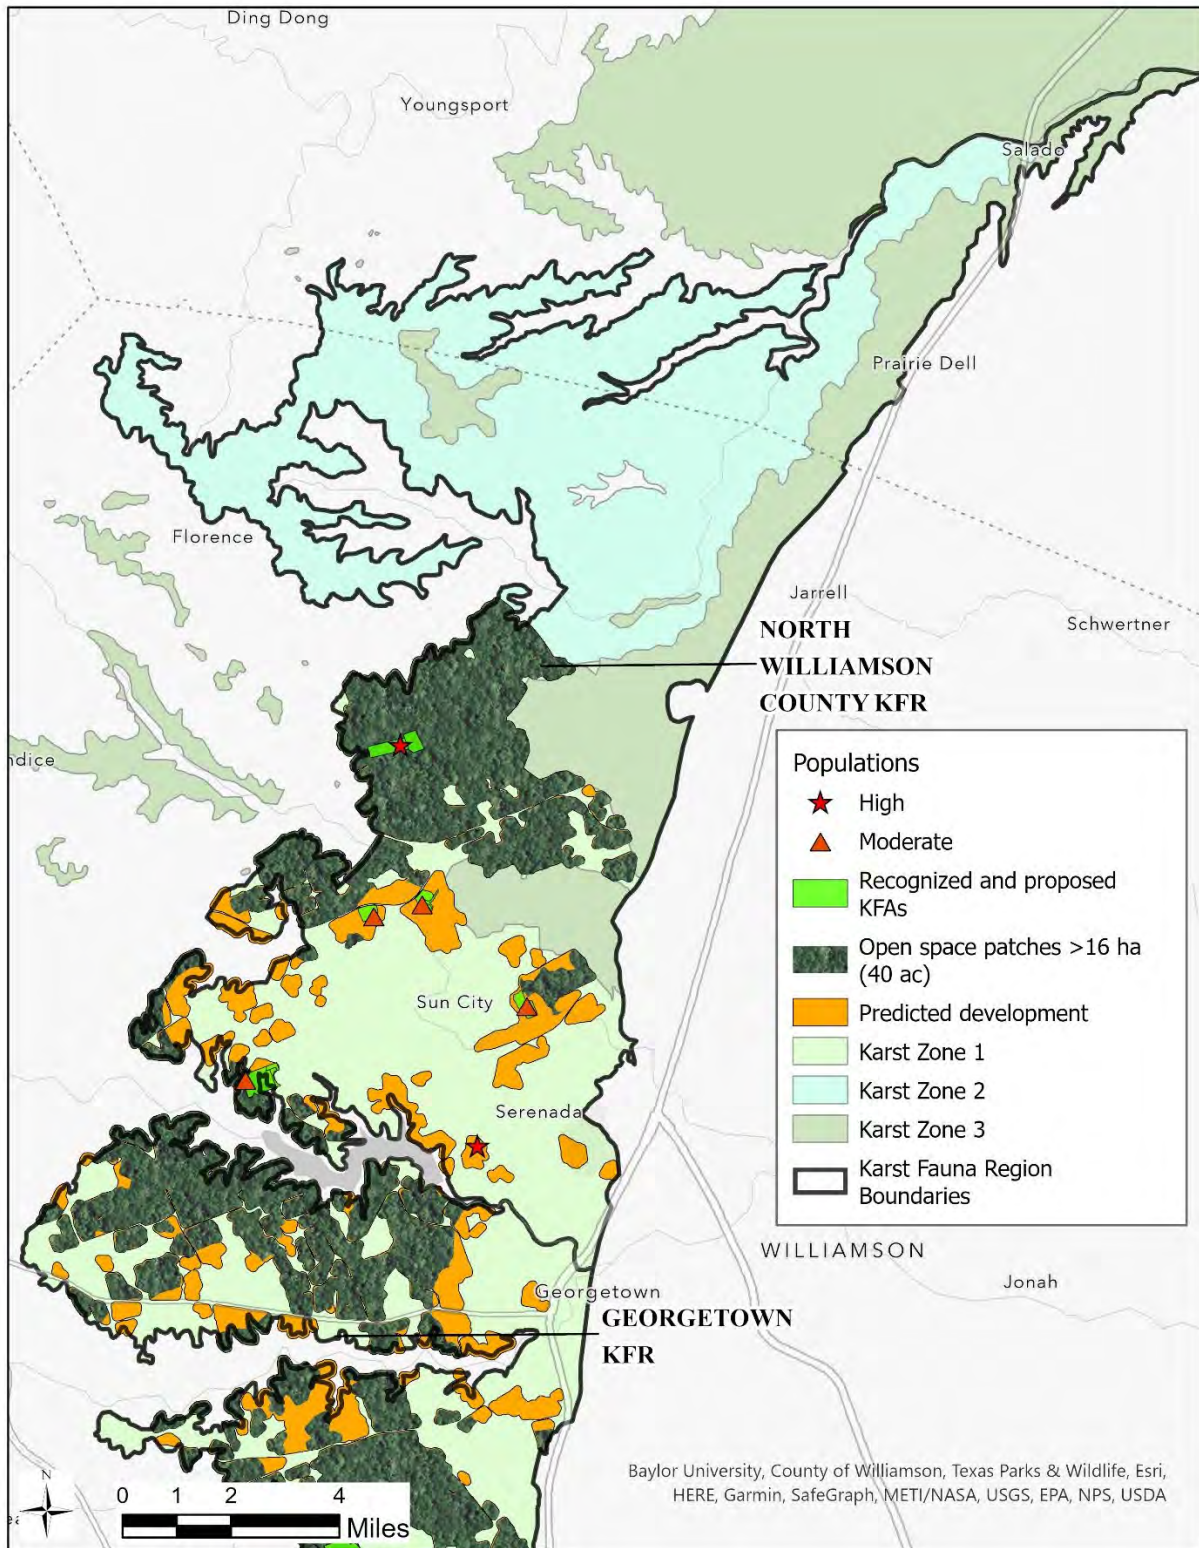 Ding Dong
Youngsport
Salado
Prairie Dell
Florence
Jarrell
Schwertner
NORTH
WILLIAMSON
COUNTY KFR
ndice
Populations
High
Moderate
Recognized and proposed
KFAs
Open space patches >16 ha
(40 ac)
Predicted development
Karst Zone 1
Karst Zone 2
Karst Zone 3
Karst Fauna Region
Boundaries
Sun City
Serenada
WILLIAMSON
Jonah
Georgetown
GEORGETOWN
KFR
N
0 1 2 4
Miles
Baylor University, County of Williamson, Texas Parks & Wildlife, Esri,
HERE, Garmin, SafeGraph, METI/NASA, USGS, EPA, NPS, USDA